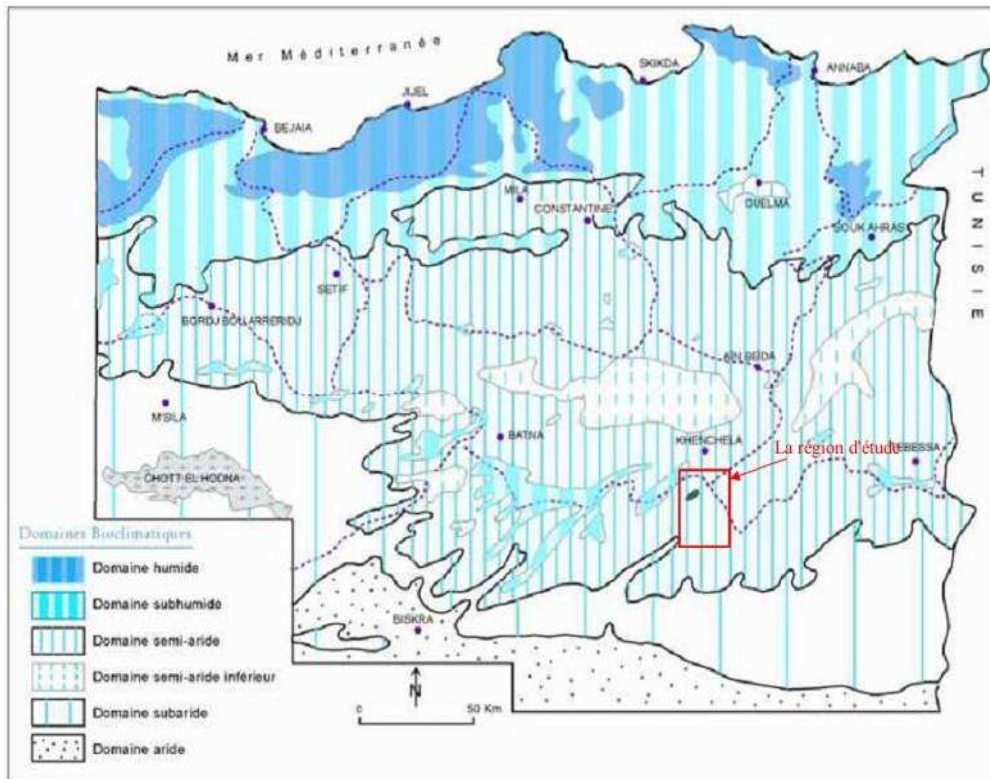 Mer Méditerranée
SKIKDA
ANNABA
JIJEL
BEJAIA
TUNISIE
MILA
GUELMA
CONSTANTINE
SOUK AHRAS
SETIF
BORDJ BOU ARRERIDJ
AIN BEIDA
M'SILA
BATNA
KHENCHELA
La région d'étude
TEBESSA
CHOTT EL HODNA
Domaines Bioclimatiques
Domaine humide
Domaine subhumide
Domaine semi-aride
Domaine semi-aride inférieur
Domaine subaride
Domaine aride
BISKRA
N
0 50 Km